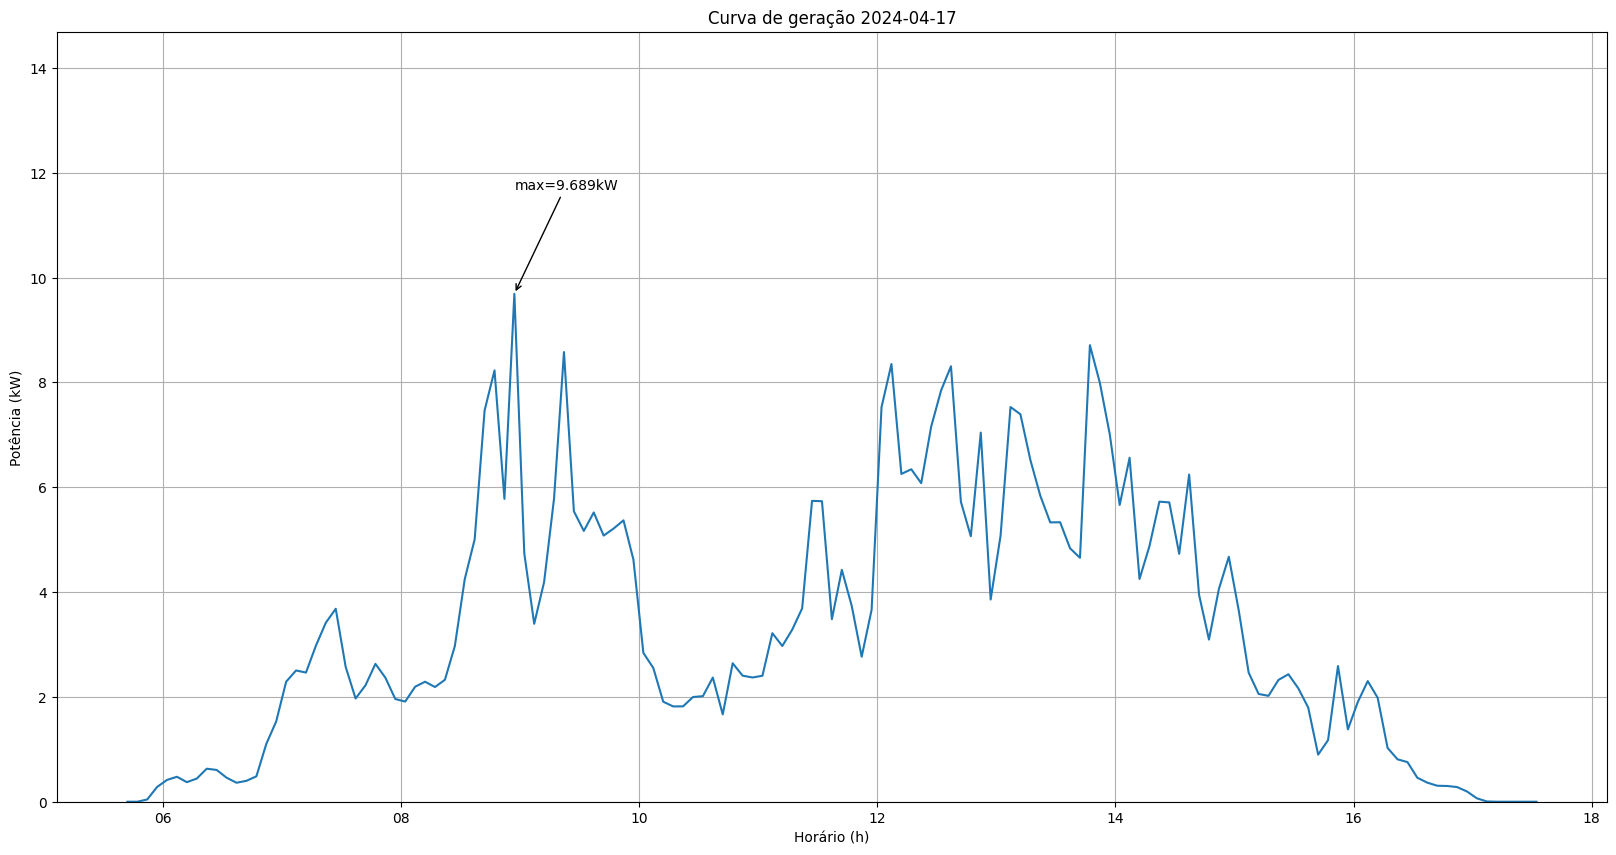 Curva de geração 2024-04-17
14
12
10
8
6
4
2
0
Potência (kW)
max=9.689kW
06 08 10 12 14 16 18
Horário (h)